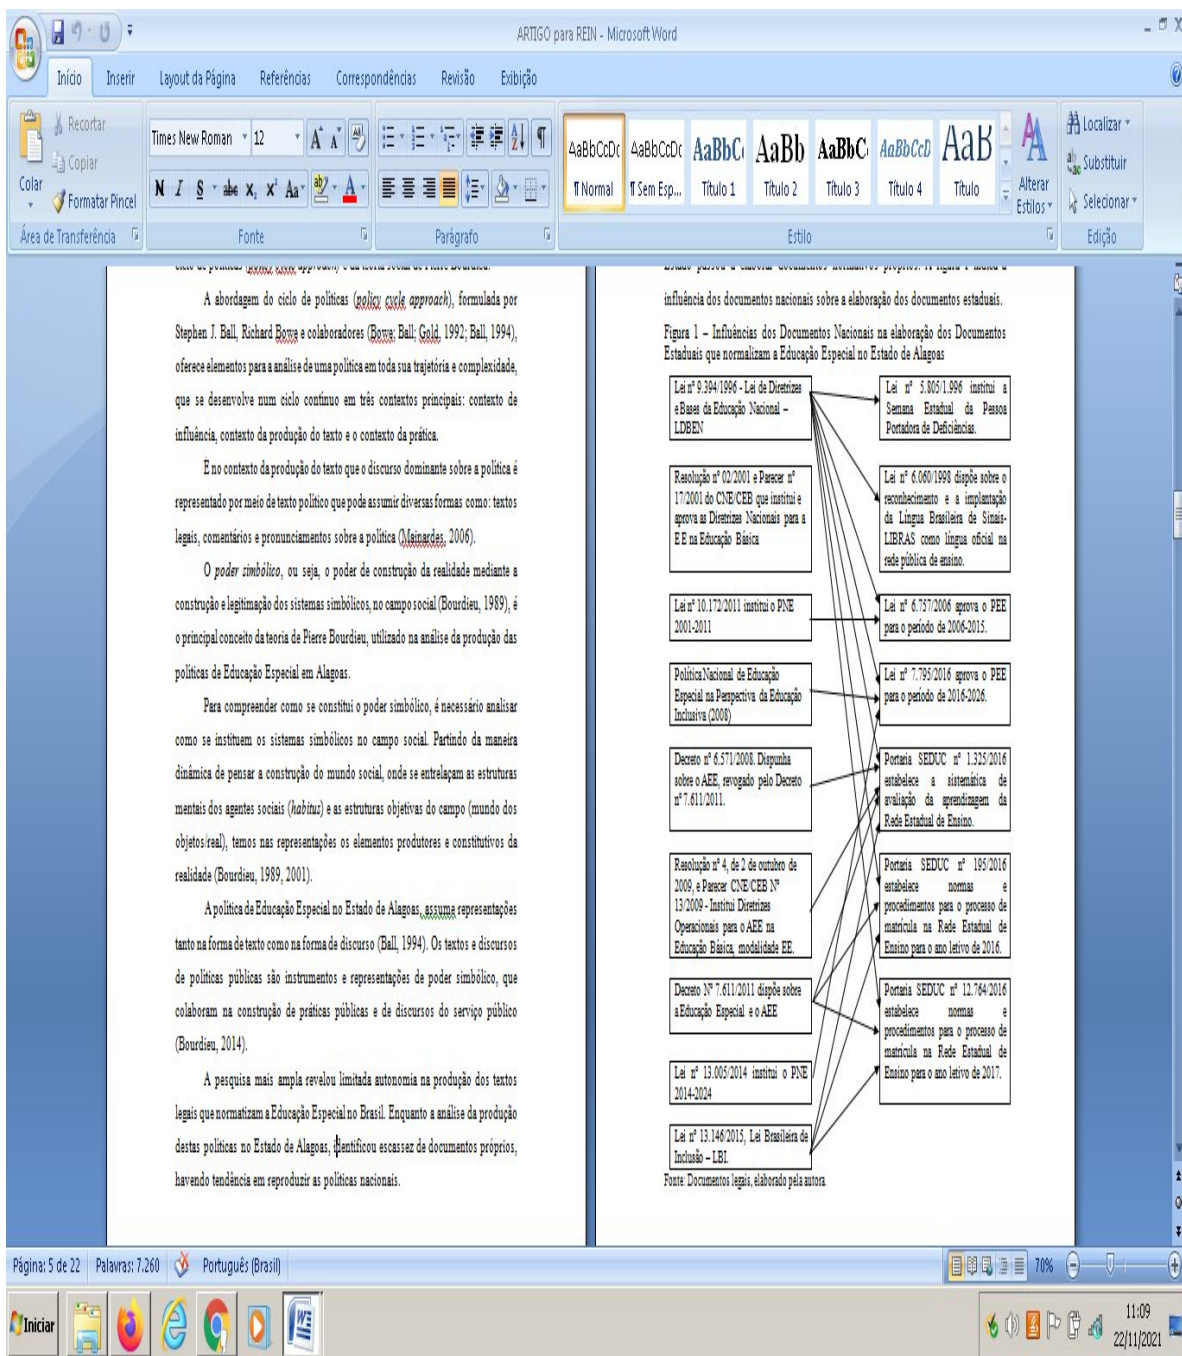 ARTIGO para REIN - Microsoft Word
Início Inserir Layout da Página Referências Correspondências Revisão Exibição
Colar
Recortar
Copiar
Formatar Pincel
Área de Transferência
Times New Roman 12
N I S abe X₂ X² Aa
Fonte
Parágrafo
AaBbCcDc AaBbCcDc AaBbC AaBb AaBbC AaBbCcD AaB
¶ Normal ¶ Sem Esp... Título 1 Título 2 Título 3 Título 4 Título
Alterar Estilos
Estilo
Localizar
Substituir
Selecionar
Edição
ciclo de políticas (policy cycle approach) e da teoria social de Pierre Bourdieu.
A abordagem do ciclo de políticas (policy cycle approach), formulada por
Stephen J. Ball, Richard Bowe e colaboradores (Bowe; Ball; Gold, 1992; Ball, 1994),
oferece elementos para a análise de uma política em toda sua trajetória e complexidade,
que se desenvolve num ciclo contínuo em três contextos principais: contexto de
influência, contexto da produção do texto e o contexto da prática.
É no contexto da produção do texto que o discurso dominante sobre a política é
representado por meio de texto político que pode assumir diversas formas como: textos
legais, comentários e pronunciamentos sobre a política (Mainardes, 2006).
O poder simbólico, ou seja, o poder de construção da realidade mediante a
construção e legitimação dos sistemas simbólicos, no campo social (Bourdieu, 1989), é
o principal conceito da teoria de Pierre Bourdieu, utilizado na análise da produção das
políticas de Educação Especial em Alagoas.
Para compreender como se constitui o poder simbólico, é necessário analisar
como se instituem os sistemas simbólicos no campo social. Partindo da maneira
dinâmica de pensar a construção do mundo social, onde se entrelaçam as estruturas
mentais dos agentes sociais (habitus) e as estruturas objetivas do campo (mundo dos
objetos/real), temos nas representações os elementos produtores e constitutivos da
realidade (Bourdieu, 1989, 2001).
A política de Educação Especial no Estado de Alagoas, assume representações
tanto na forma de texto como na forma de discurso (Ball, 1994). Os textos e discursos
de políticas públicas são instrumentos e representações de poder simbólico, que
colaboram na construção de práticas públicas e de discursos do serviço público
(Bourdieu, 2014).
A pesquisa mais ampla revelou limitada autonomia na produção dos textos
legais que normatizam a Educação Especial no Brasil. Enquanto a análise da produção
destas políticas no Estado de Alagoas, identificou escassez de documentos próprios,
havendo tendência em reproduzir as políticas nacionais.
Estado passou a elaborar documentos normativos próprios. A figura 1 indica a
influência dos documentos nacionais sobre a elaboração dos documentos estaduais.
Figura 1 – Influências dos Documentos Nacionais na elaboração dos Documentos
Estaduais que normalizam a Educação Especial no Estado de Alagoas
Lei nº 9.394/1996 - Lei de Diretrizes
e Bases da Educação Nacional –
LDBEN
Resolução nº 02/2001 e Parecer nº
17/2001 do CNE/CEB que institui e
aprova as Diretrizes Nacionais para a
EE na Educação Básica
Lei nº 10.172/2011 institui o PNE
2001-2011
Política Nacional de Educação
Especial na Perspectiva da Educação
Inclusiva (2008)
Decreto nº 6.571/2008. Dispunha
sobre o AEE, revogado pelo Decreto
nº 7.611/2011.
Resolução nº 4, de 2 de outubro de
2009, e Parecer CNE/CEB Nº
13/2009 - Institui Diretrizes
Operacionais para o AEE na
Educação Básica, modalidade EE.
Decreto Nº 7.611/2011 dispõe sobre
a Educação Especial e o AEE
Lei nº 13.005/2014 institui o PNE
2014-2024
Lei nº 13.146/2015, Lei Brasileira de
Inclusão – LBI.
Lei nº 5.805/1.996 institui a
Semana Estadual da Pessoa
Portadora de Deficiências.
Lei nº 6.060/1998 dispõe sobre o
reconhecimento e a implantação
da Língua Brasileira de Sinais-
LIBRAS como língua oficial na
rede pública de ensino.
Lei nº 6.757/2006 aprova o PEE
para o período de 2006-2015.
Lei nº 7.795/2016 aprova o PEE
para o período de 2016-2026.
Portaria SEDUC nº 1.325/2016
estabelece a sistemática de
avaliação da aprendizagem da
Rede Estadual de Ensino.
Portaria SEDUC nº 195/2016
estabelece normas e
procedimentos para o processo de
matrícula na Rede Estadual de
Ensino para o ano letivo de 2016.
Portaria SEDUC nº 12.764/2016
estabelece normas e
procedimentos para o processo de
matrícula na Rede Estadual de
Ensino para o ano letivo de 2017.
Fonte: Documentos legais, elaborado pela autora.
Página: 5 de 22 Palavras: 7.260 Português (Brasil) 70%
Iniciar
11:09
22/11/2021